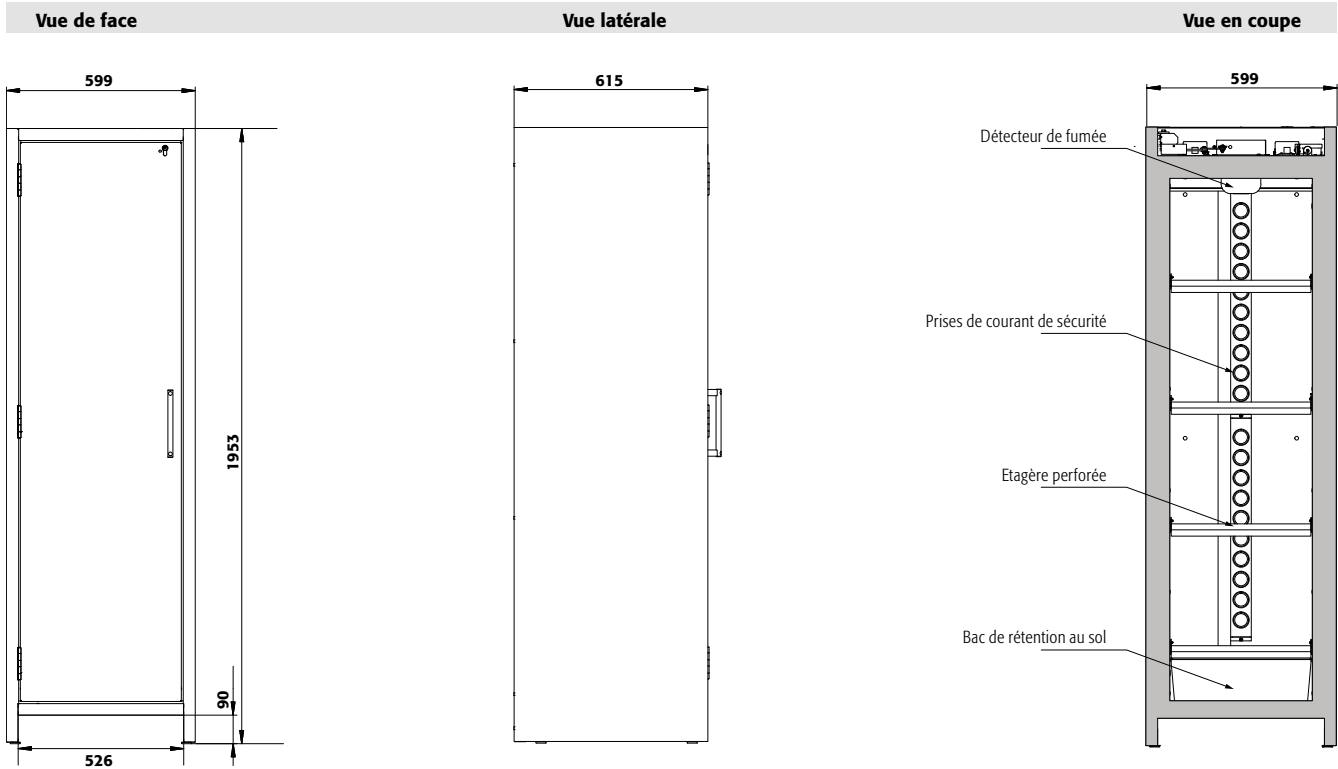 Vue de face
Vue latérale
Vue en coupe
599
615
599
Détecteur de fumée
Prises de courant de sécurité
1953
Etagère perforée
Bac de rétention au sol
90
526